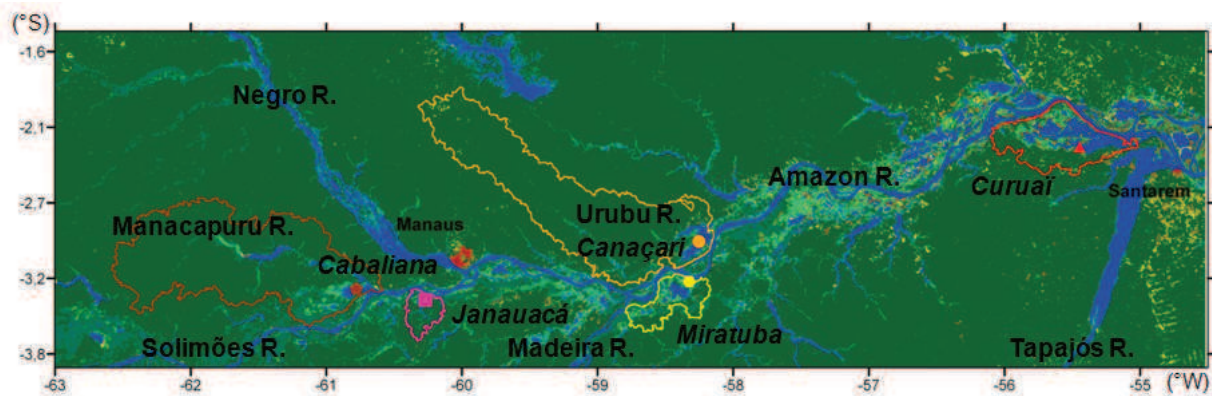 (°S)
-1.6
Negro R.
-2.1
Curuai
Amazon R.
Santarem
-2.7
Manacapuru R.
Manaus
Urubu R.
Canaçari
Cabaliana
-3.2
Janauacá
Miratuba
Solimões R.
Madeira R.
Tapajós R.
-3.8
-63
-62
-61
-60
-59
-58
-57
-56
-55
(°W)